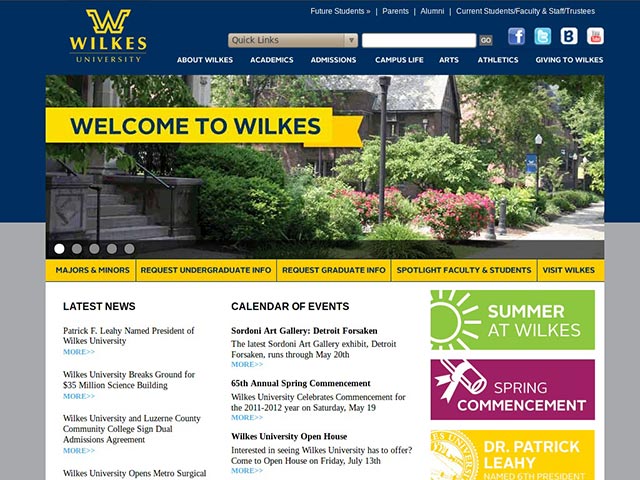 Future Students » | Parents | Alumni | Current Students/Faculty & Staff/Trustees
WILKES
UNIVERSITY
Quick Links
GO
ABOUT WILKES ACADEMICS ADMISSIONS CAMPUS LIFE ARTS ATHLETICS GIVING TO WILKES
WELCOME TO WILKES
MAJORS & MINORS REQUEST UNDERGRADUATE INFO REQUEST GRADUATE INFO SPOTLIGHT FACULTY & STUDENTS VISIT WILKES
LATEST NEWS
Patrick F. Leahy Named President of
Wilkes University
MORE>>
Wilkes University Breaks Ground for
$35 Million Science Building
MORE>>
Wilkes University and Luzerne County
Community College Sign Dual
Admissions Agreement
MORE>>
Wilkes University Opens Metro Surgical
CALENDAR OF EVENTS
Sordoni Art Gallery: Detroit Forsaken
The latest Sordoni Art Gallery exhibit, Detroit
Forsaken, runs through May 20th
MORE>>
65th Annual Spring Commencement
Wilkes University Celebrates Commencement for
the 2011-2012 year on Saturday, May 19
MORE>>
Wilkes University Open House
Interested in seeing Wilkes University has to offer?
Come to Open House on Friday, July 13th
MORE>>
SUMMER
AT WILKES
SPRING
COMMENCEMENT
DR. PATRICK
LEAHY
NAMED 6TH PRESIDENT